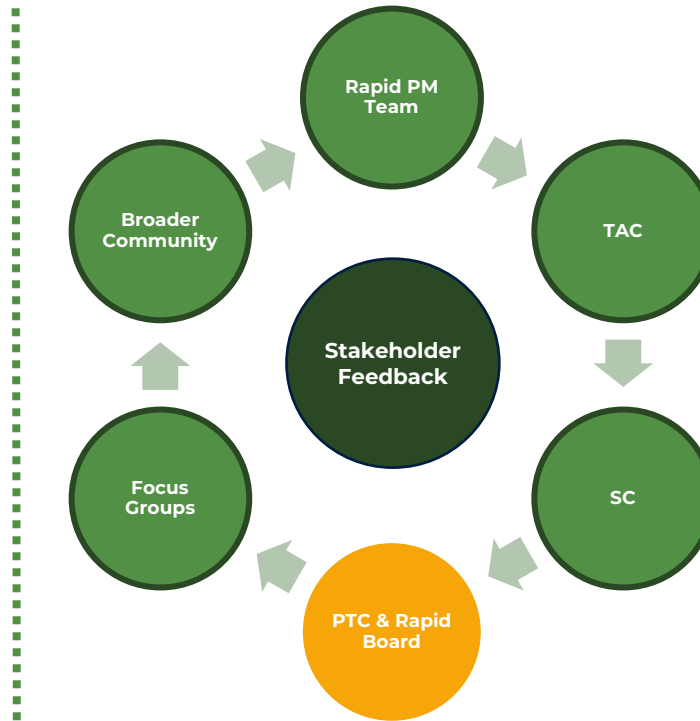 Rapid PM
Team
TAC
SC
PTC & Rapid
Board
Focus
Groups
Broader
Community
Stakeholder
Feedback